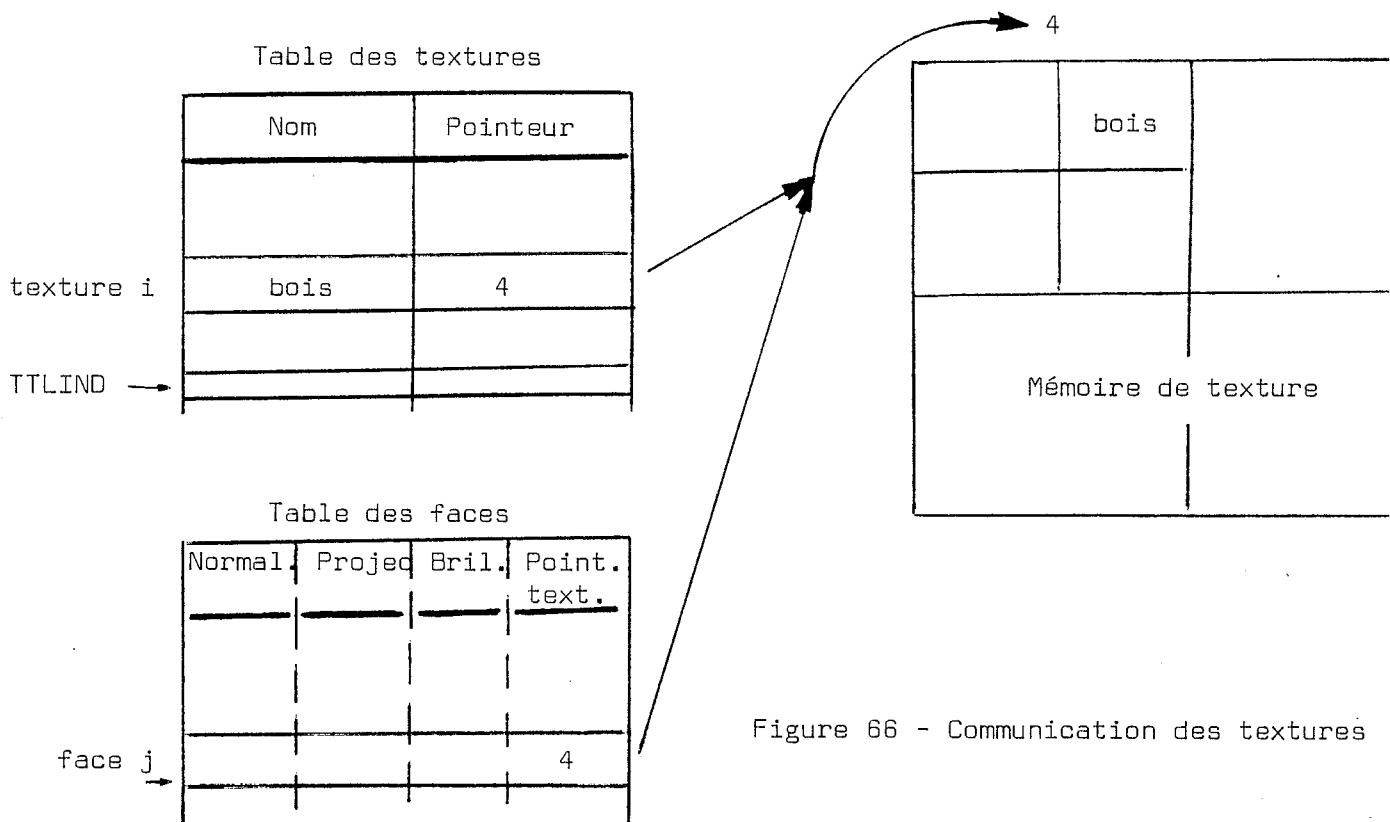 4
Table des textures
Nom Pointeur
bois
texture i bois 4
TTLIND
Mémoire de texture
Table des faces
Normal. Projec Bril. Point.
text.
face j 4
Figure 66 - Communication des textures